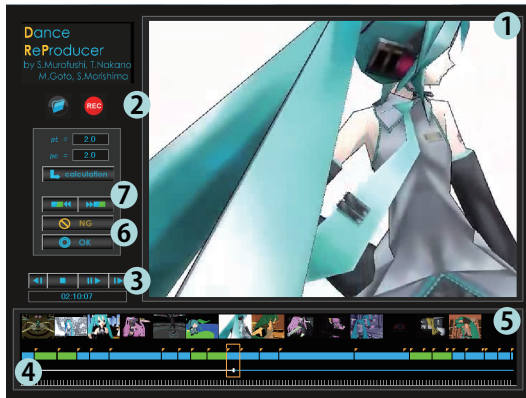 Dance
ReProducer
by S.Murofushi, T.Nakano
M.Goto, S.Morishima
1
2
REC
pt = 2.0
pc = 2.0
calculation
7
NG
6
OK
3
02:10:07
5
4